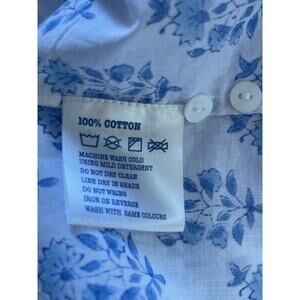 100% COTTON
MACHINE WASH COLD
USING MILD DETERGENT
DO NOT DRY CLEAN
LINE DRY IN SHADE
DO NOT WRING
IRON ON REVERSE
WASH WITH SAME COLOURS